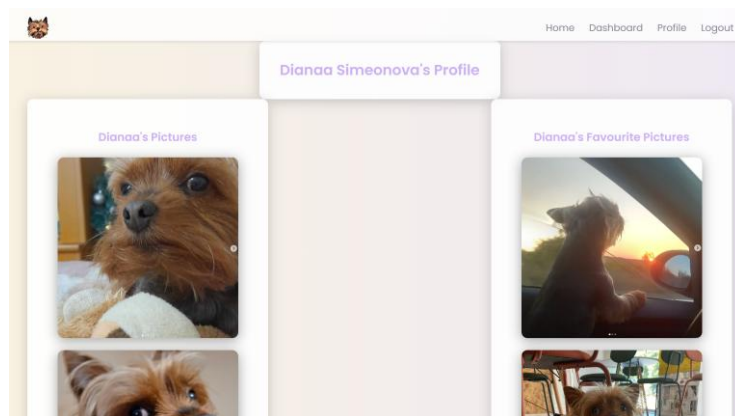 Home Dashboard Profile Logout
Dianaa Simeonova's Profile
Dianaa's Pictures
Dianaa's Favourite Pictures